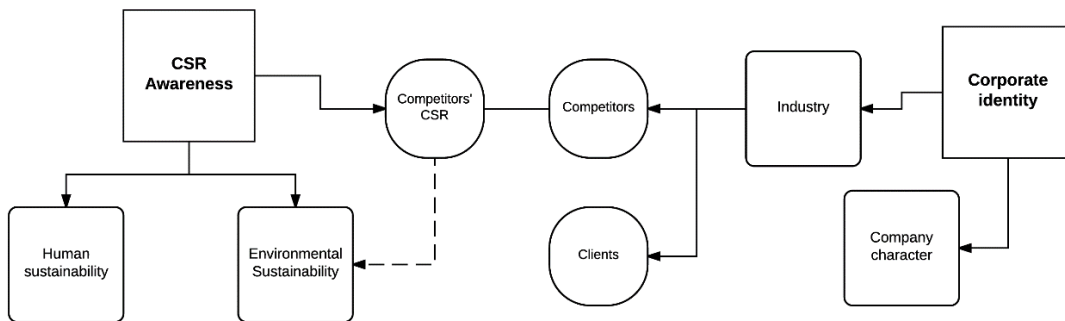 CSR
Awareness
Competitors'
CSR
Competitors
Industry
Corporate
identity
Human
sustainability
Environmental
Sustainability
Clients
Company
character